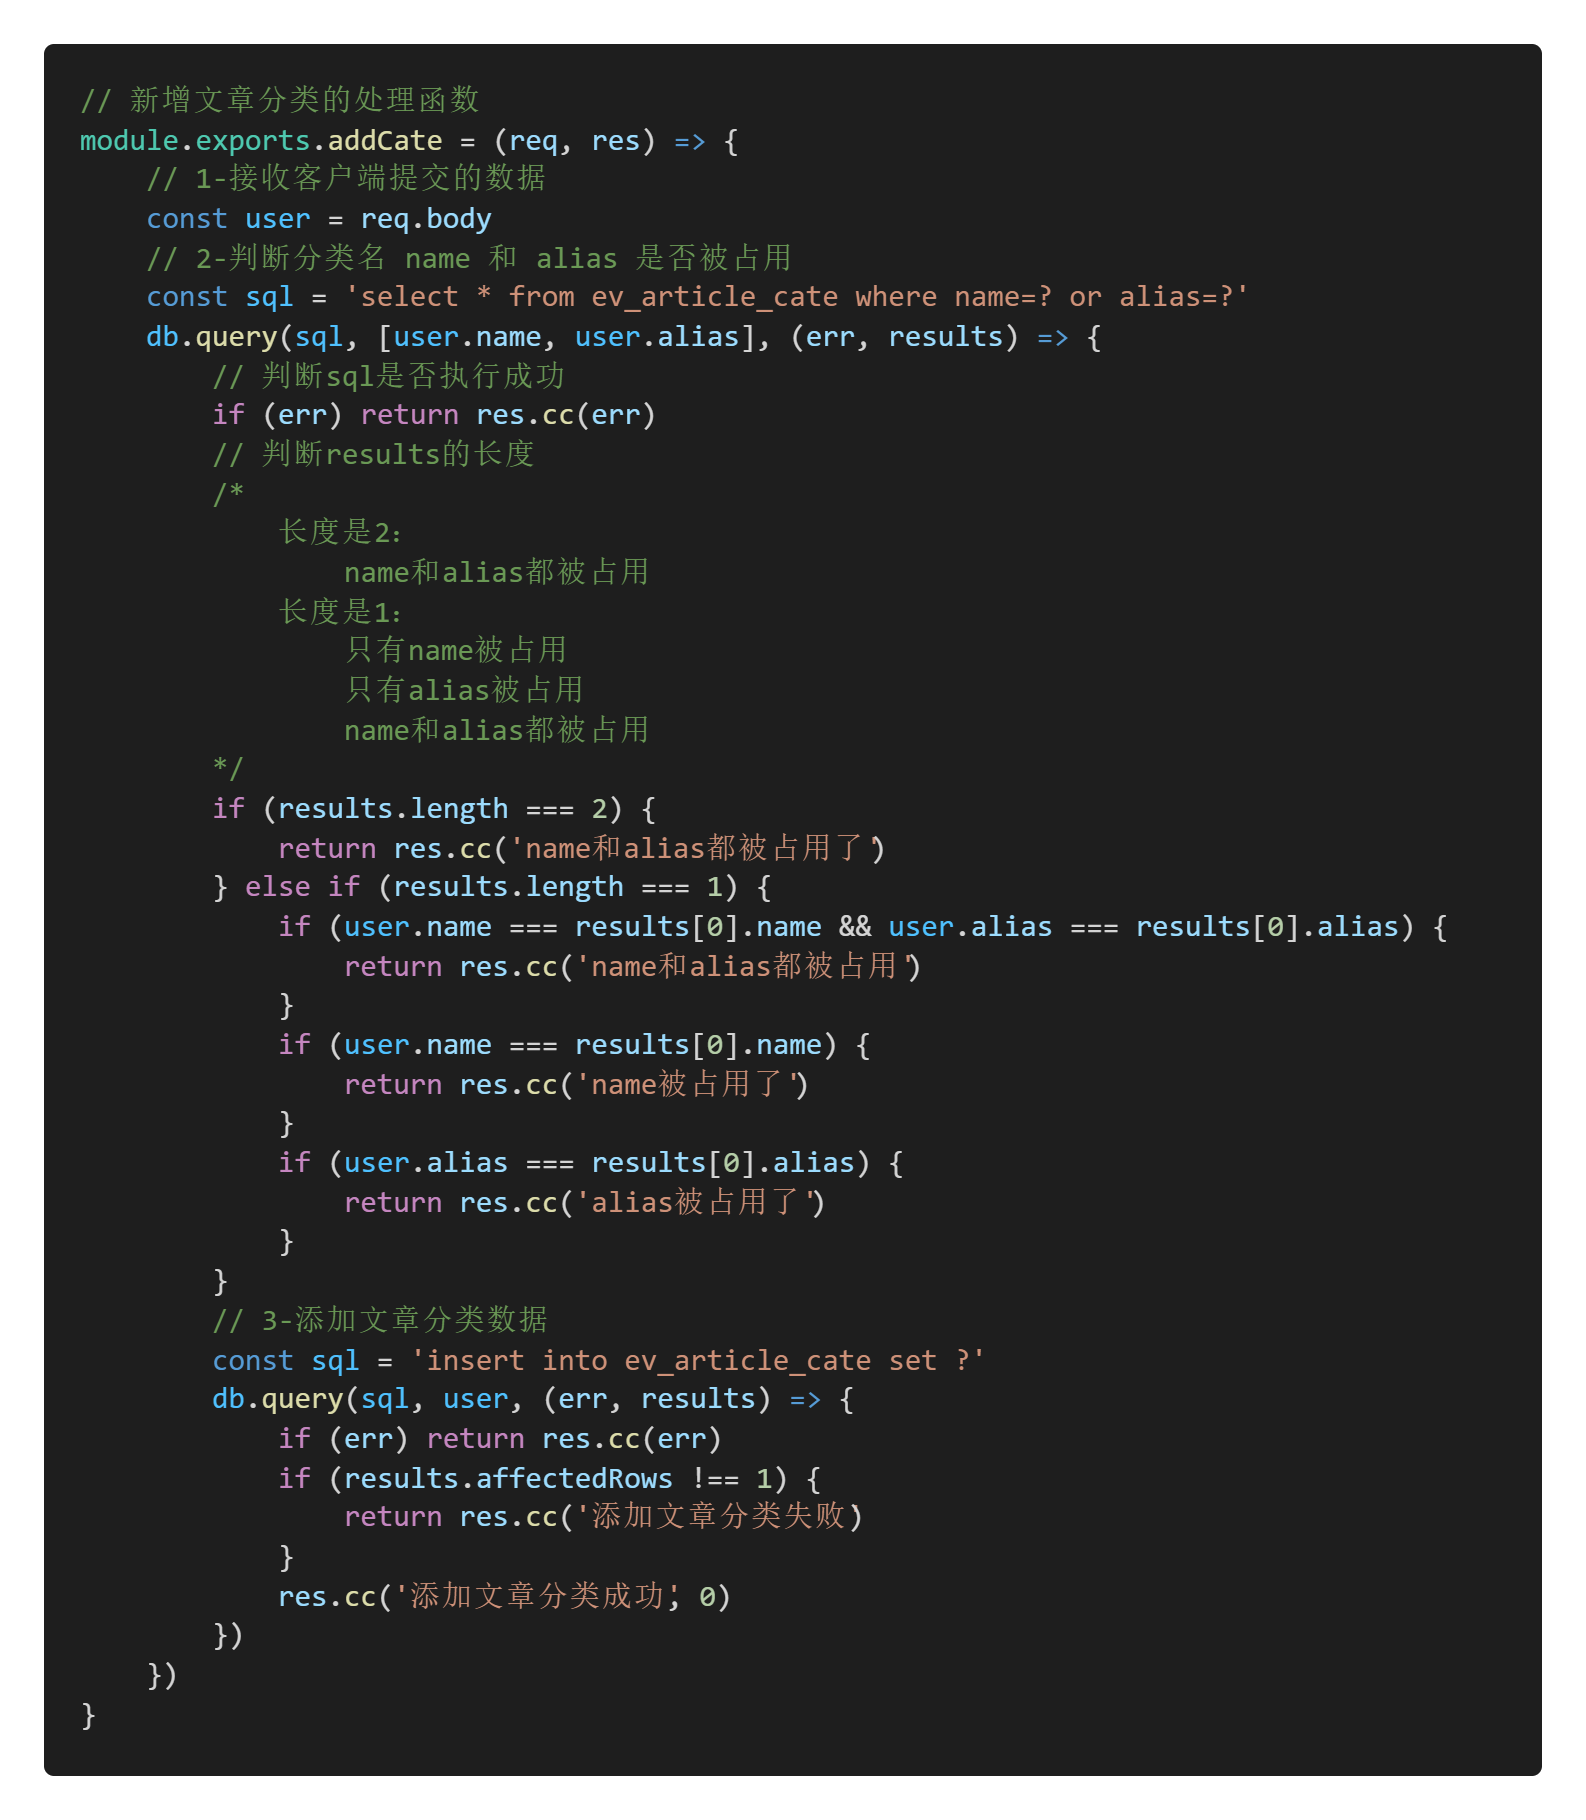 // 新增文章分类的处理函数
module.exports.addCate = (req, res) => {
    // 1-接收客户端提交的数据
    const user = req.body
    // 2-判断分类名 name 和 alias 是否被占用
    const sql = 'select * from ev_article_cate where name=? or alias=?'
    db.query(sql, [user.name, user.alias], (err, results) => {
        // 判断sql是否执行成功
        if (err) return res.cc(err)
        // 判断results的长度
        /*
            长度是2：
                name和alias都被占用
            长度是1：
                只有name被占用
                只有alias被占用
                name和alias都被占用
        */
        if (results.length === 2) {
            return res.cc('name和alias都被占用了')
        } else if (results.length === 1) {
            if (user.name === results[0].name && user.alias === results[0].alias) {
                return res.cc('name和alias都被占用')
            }
            if (user.name === results[0].name) {
                return res.cc('name被占用了')
            }
            if (user.alias === results[0].alias) {
                return res.cc('alias被占用了')
            }
        }
        // 3-添加文章分类数据
        const sql = 'insert into ev_article_cate set ?'
        db.query(sql, user, (err, results) => {
            if (err) return res.cc(err)
            if (results.affectedRows !== 1) {
                return res.cc('添加文章分类失败')
            }
            res.cc('添加文章分类成功', 0)
        })
    })
}